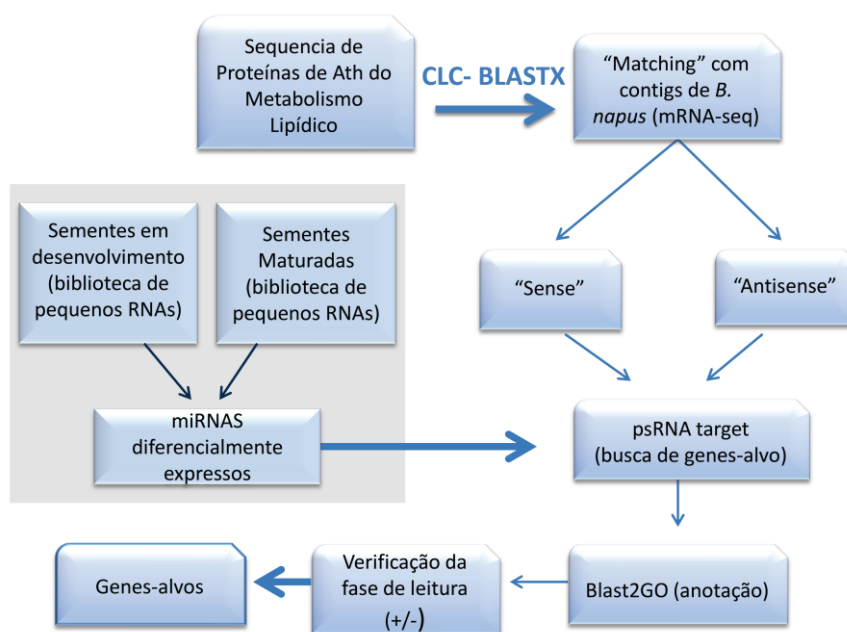 Sequencia de
Proteínas de Ath do
Metabolismo
Lipídico
CLC- BLASTX
“Matching” com
contigs de B.
napus (mRNA-seq)
Sementes em
desenvolvimento
(biblioteca de
pequenos RNAs)
Sementes
Maturadas
(biblioteca de
pequenos RNAs)
“Sense”
“Antisense”
miRNAS
diferencialmente
expressos
psRNA target
(busca de genes-alvo)
Genes-alvos
Verificação da
fase de leitura
(+/-)
Blast2GO (anotação)